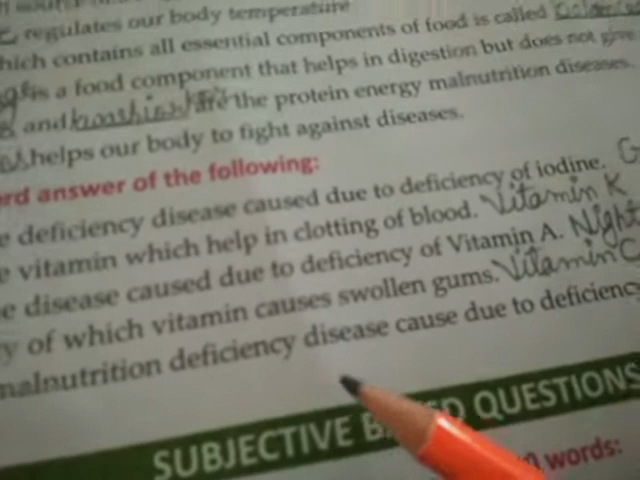 regulates our body temperature
which contains all essential components of food is called
is a food component that helps in digestion but does not give
and are the protein energy malnutrition diseases.
helps our body to fight against diseases.
rd answer of the following:
e deficiency disease caused due to deficiency of iodine. G
e vitamin which help in clotting of blood. Vitamin K
e disease caused due to deficiency of Vitamin A. Night
y of which vitamin causes swollen gums. Vitamin C
malnutrition deficiency disease cause due to deficiency
SUBJECTIVE QUESTIONS
words: